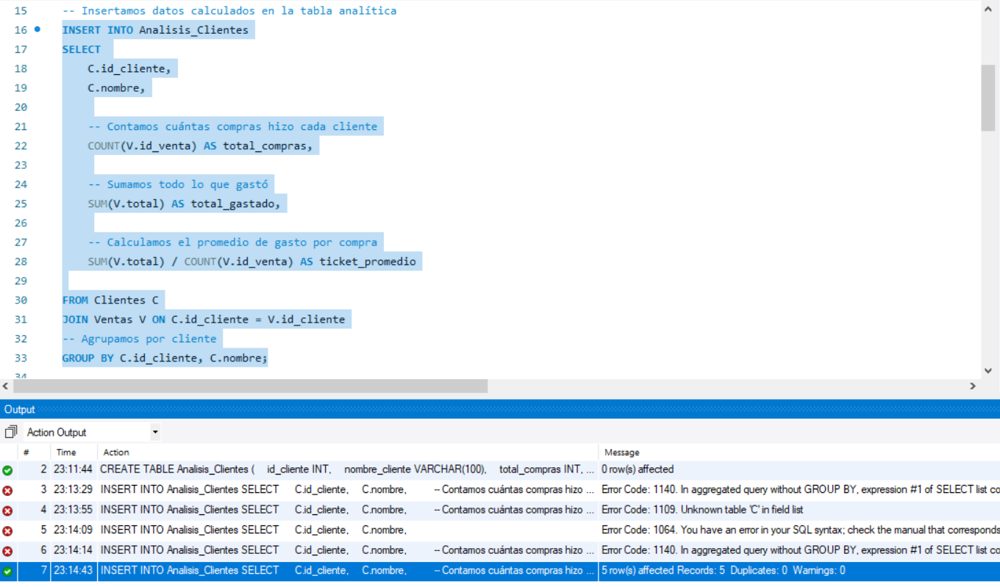 15 -- Insertamos datos calculados en la tabla analítica
16 INSERT INTO Analisis_Clientes
17 SELECT
18 C.id_cliente,
19 C.nombre,
20
21 -- Contamos cuántas compras hizo cada cliente
22 COUNT(V.id_venta) AS total_compras,
23
24 -- Sumamos todo lo que gastó
25 SUM(V.total) AS total_gastado,
26
27 -- Calculamos el promedio de gasto por compra
28 SUM(V.total) / COUNT(V.id_venta) AS ticket_promedio
29
30 FROM Clientes C
31 JOIN Ventas V ON C.id_cliente = V.id_cliente
32 -- Agrupamos por cliente
33 GROUP BY C.id_cliente, C.nombre;
34
Output
Action Output
# Time Action Message
2 23:11:44 CREATE TABLE Analisis_Clientes ( id_cliente INT, nombre_cliente VARCHAR(100), total_compras INT, ... 0 row(s) affected
3 23:13:29 INSERT INTO Analisis_Clientes SELECT C.id_cliente, C.nombre, -- Contamos cuántas compras hizo ... Error Code: 1140. In aggregated query without GROUP BY, expression #1 of SELECT list co
4 23:13:55 INSERT INTO Analisis_Clientes SELECT C.id_cliente, C.nombre, -- Contamos cuántas compras hizo ... Error Code: 1109. Unknown table 'C' in field list
5 23:14:09 INSERT INTO Analisis_Clientes SELECT C.id_cliente, C.nombre, Error Code: 1064. You have an error in your SQL syntax; check the manual that corresponds
6 23:14:14 INSERT INTO Analisis_Clientes SELECT C.id_cliente, C.nombre, -- Contamos cuántas compras hizo ... Error Code: 1140. In aggregated query without GROUP BY, expression #1 of SELECT list co
7 23:14:43 INSERT INTO Analisis_Clientes SELECT C.id_cliente, C.nombre, -- Contamos cuántas compras hizo ... 5 row(s) affected Records: 5 Duplicates: 0 Warnings: 0